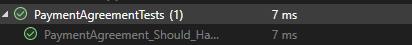 PaymentAgreementTests (1) 7 ms
PaymentAgreement_Should_Ha... 7 ms